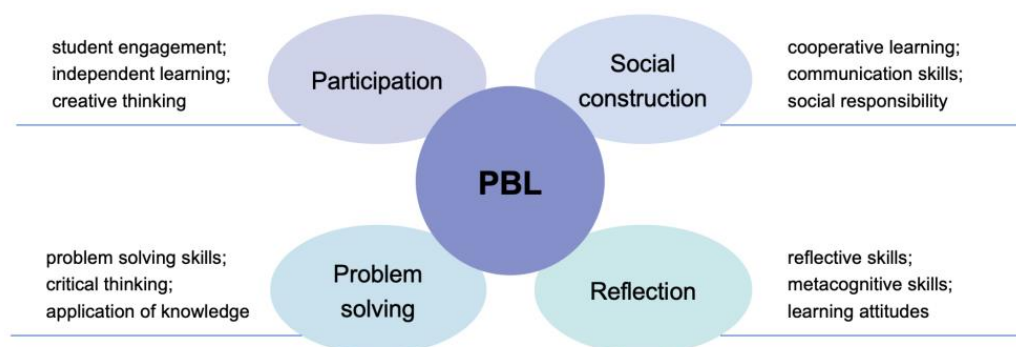 student engagement;
independent learning;
creative thinking
Participation
Social
construction
cooperative learning;
communication skills;
social responsibility
PBL
problem solving skills;
critical thinking;
application of knowledge
Problem
solving
Reflection
reflective skills;
metacognitive skills;
learning attitudes